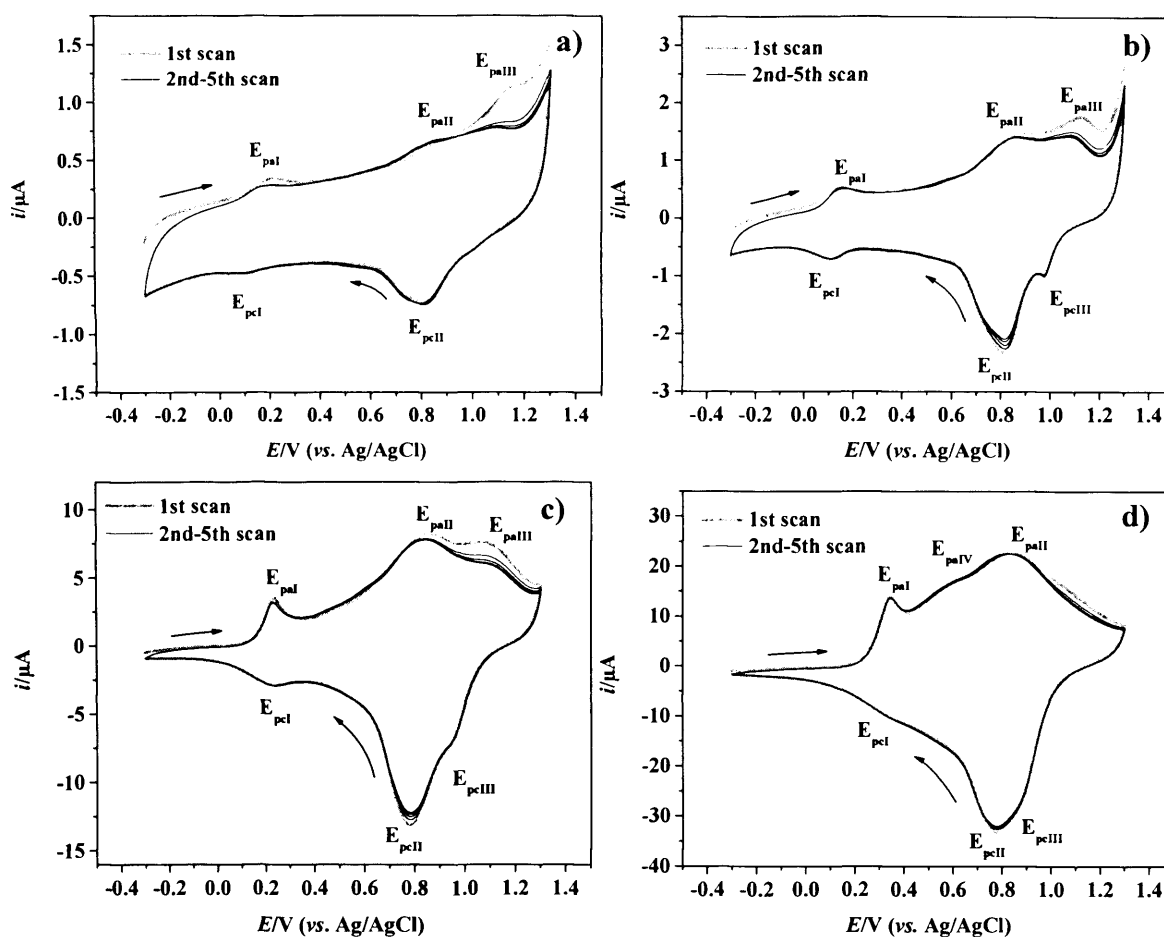 a)
1st scan
2nd-5th scan
E_paI
E_paII
E_paIII
E_pcI
E_pcII
1.5
1.0
0.5
0.0
-0.5
-1.0
-1.5
i/µA
-0.4 -0.2 0.0 0.2 0.4 0.6 0.8 1.0 1.2 1.4
E/V (vs. Ag/AgCl)
b)
1st scan
2nd-5th scan
E_paI
E_paII
E_paIII
E_pcI
E_pcIII
E_pcII
3
2
1
0
-1
-2
-3
i/µA
-0.4 -0.2 0.0 0.2 0.4 0.6 0.8 1.0 1.2 1.4
E/V (vs. Ag/AgCl)
c)
1st scan
2nd-5th scan
E_paI
E_paII
E_paIII
E_pcI
E_pcIII
E_pcII
10
5
0
-5
-10
-15
i/µA
-0.4 -0.2 0.0 0.2 0.4 0.6 0.8 1.0 1.2 1.4
E/V (vs. Ag/AgCl)
d)
1st scan
2nd-5th scan
E_paI
E_paIV
E_paII
E_pcI
E_pcII
E_pcIII
30
20
10
0
-10
-20
-30
-40
i/µA
-0.4 -0.2 0.0 0.2 0.4 0.6 0.8 1.0 1.2 1.4
E/V (vs. Ag/AgCl)